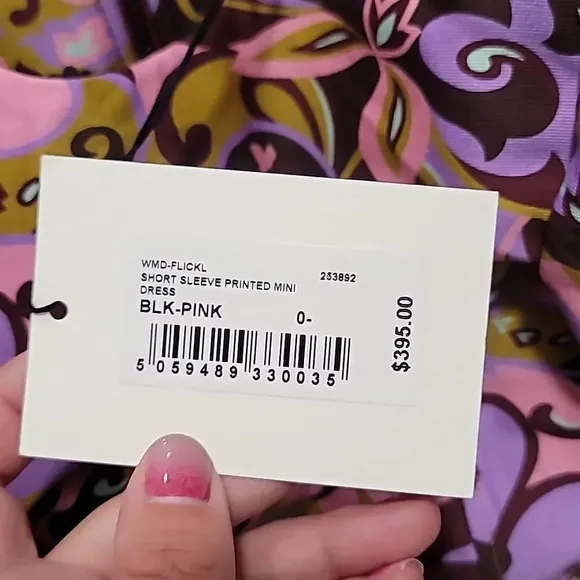 WMD-FLICKL 253892
SHORT SLEEVE PRINTED MINI
DRESS
BLK-PINK 0-
5 059489 330035
$395.00